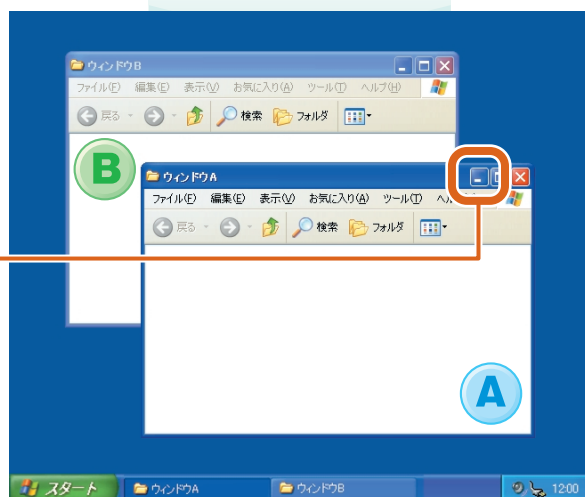 ウィンドウB
ファイル(F) 編集(E) 表示(V) お気に入り(A) ツール(T) ヘルプ(H)
戻る 検索 フォルダ
B
ウィンドウA
ファイル(F) 編集(E) 表示(V) お気に入り(A) ツール(T)
戻る 検索 フォルダ
A
スタート ウィンドウA ウィンドウB 12:00